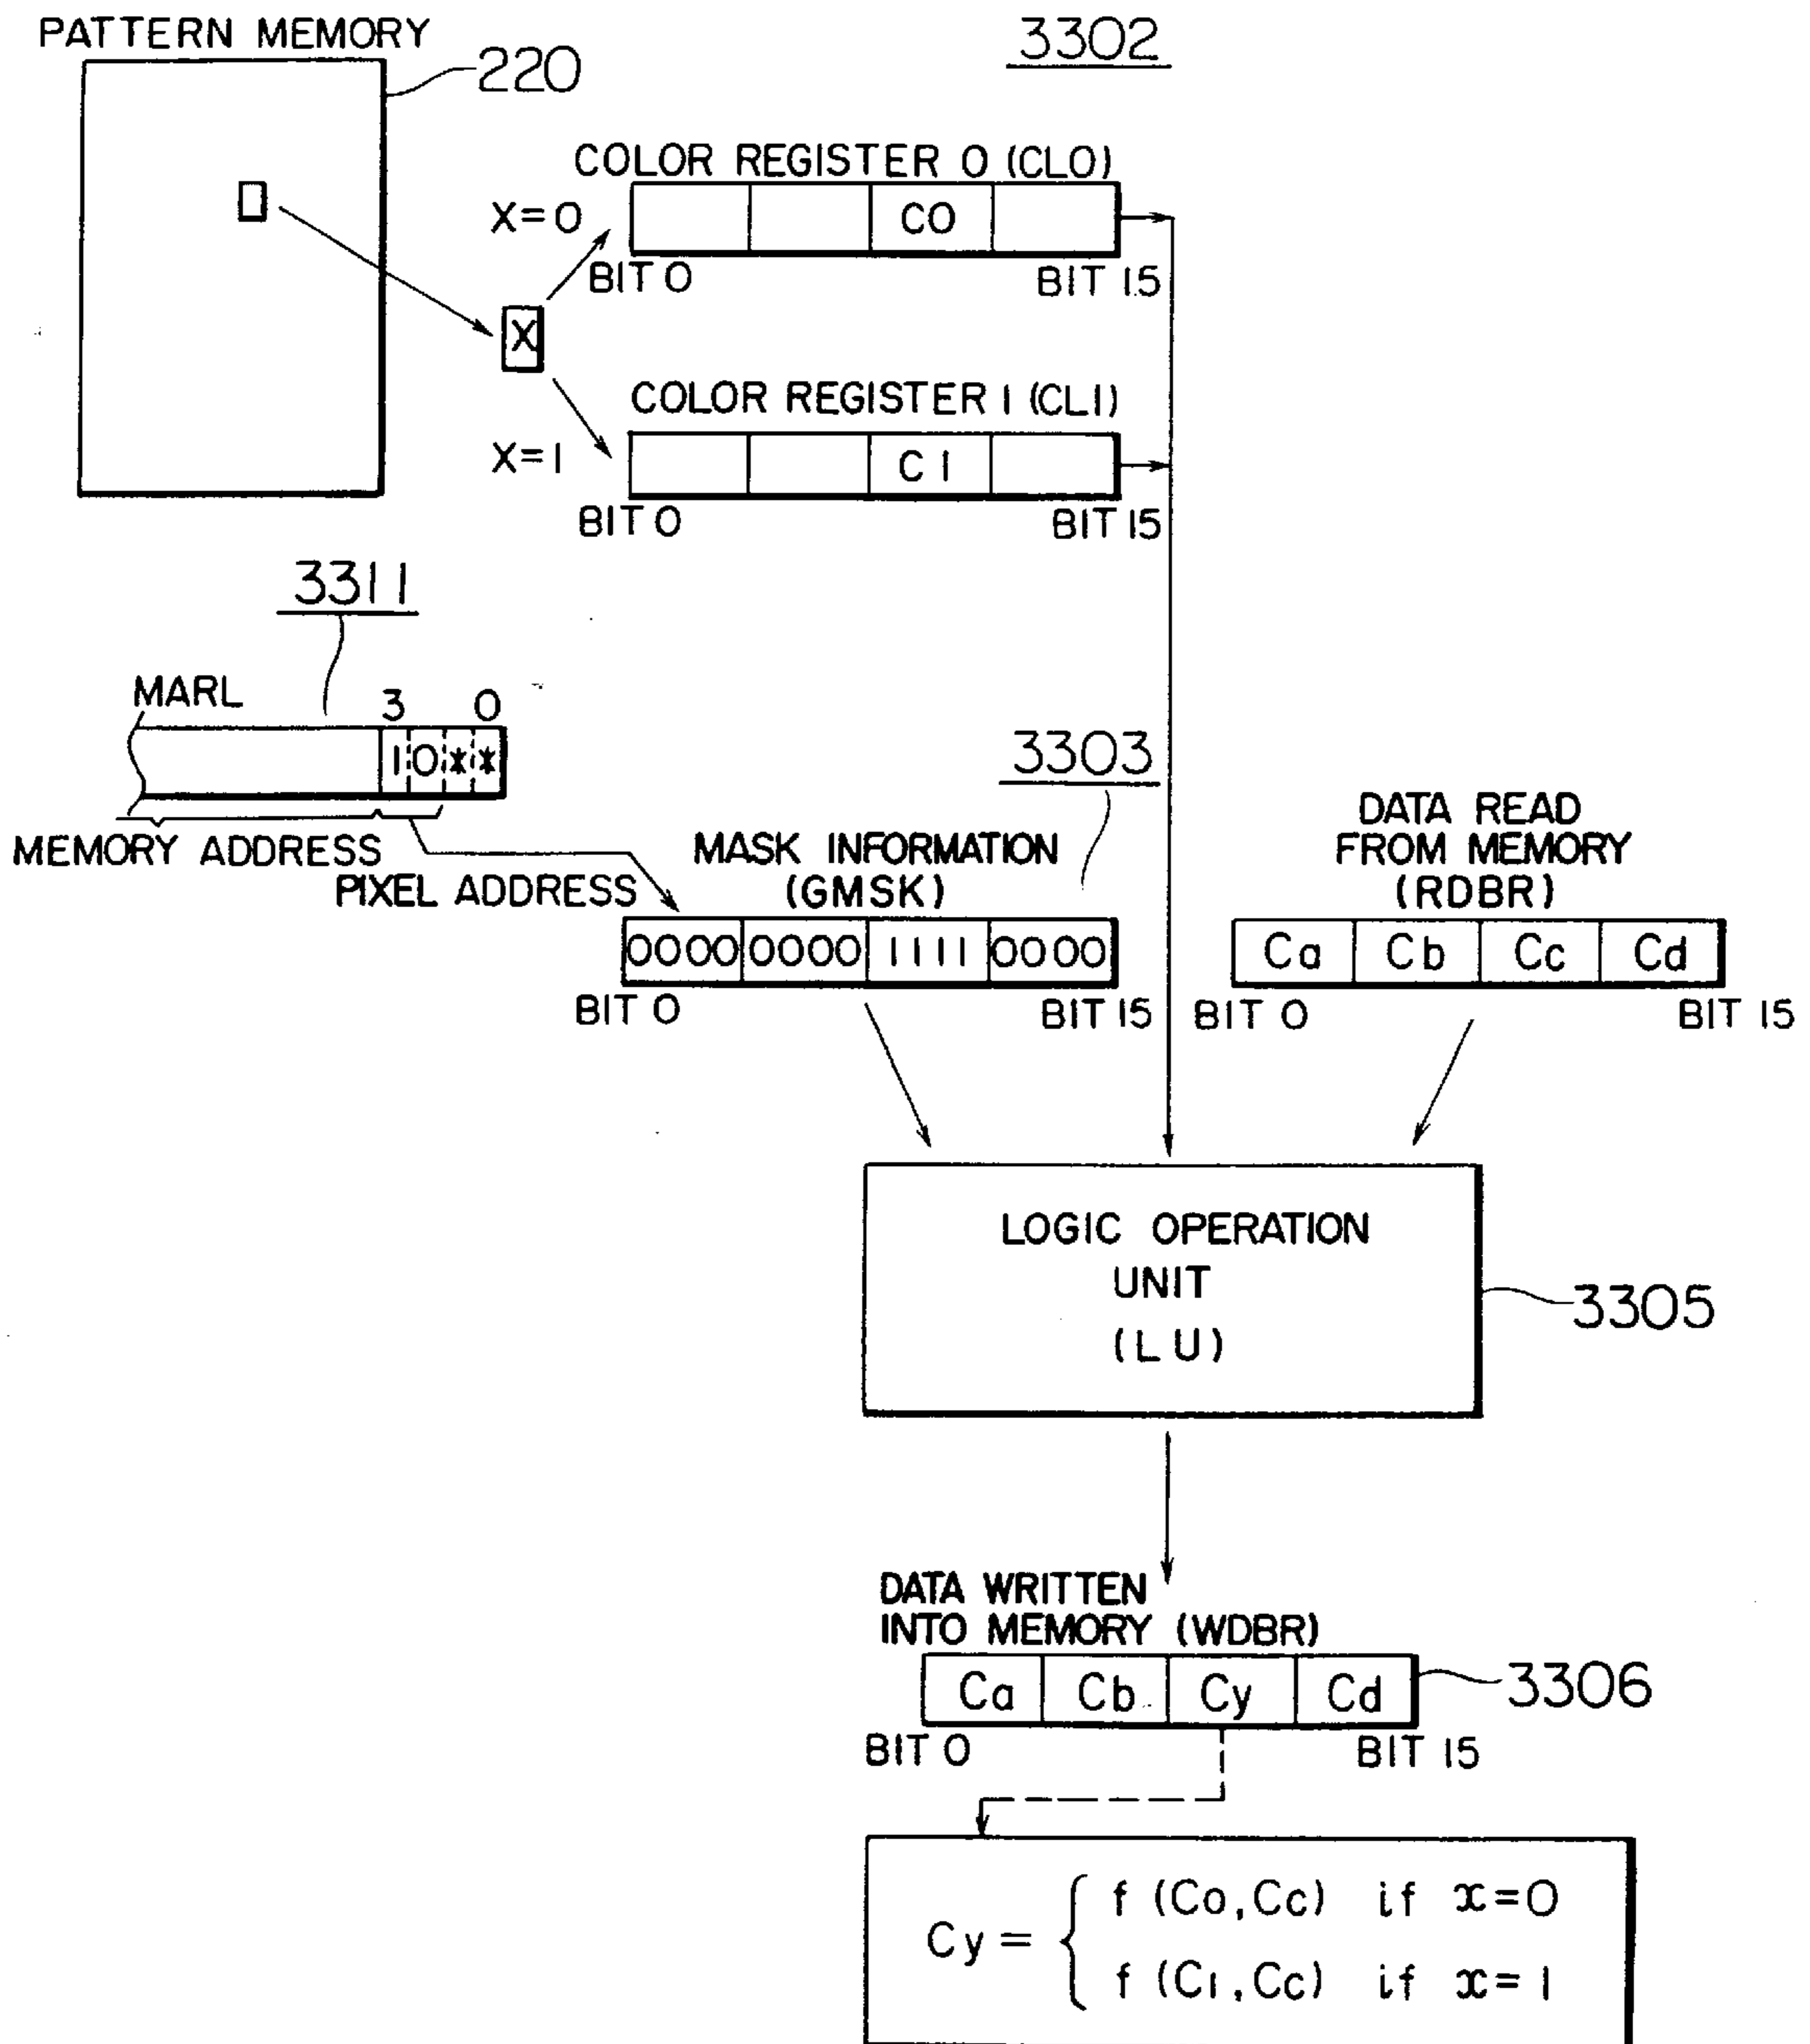 PATTERN MEMORY
220
3302
COLOR REGISTER 0 (CL0)
X=0
C0
BIT 0
BIT 15
X
COLOR REGISTER 1 (CL1)
X=1
C1
BIT 0
BIT 15
3311
MARL
3 0
10**
3303
MEMORY ADDRESS
PIXEL ADDRESS
MASK INFORMATION
(GMSK)
DATA READ
FROM MEMORY
(RDBR)
0000 0000 1111 0000
Ca Cb Cc Cd
BIT 0
BIT 15
BIT 0
BIT 15
LOGIC OPERATION
UNIT
(LU)
3305
DATA WRITTEN
INTO MEMORY (WDBR)
Ca Cb Cy Cd
3306
BIT 0
BIT 15
Cy = { f (C0, Cc) if x=0
f (C1, Cc) if x=1